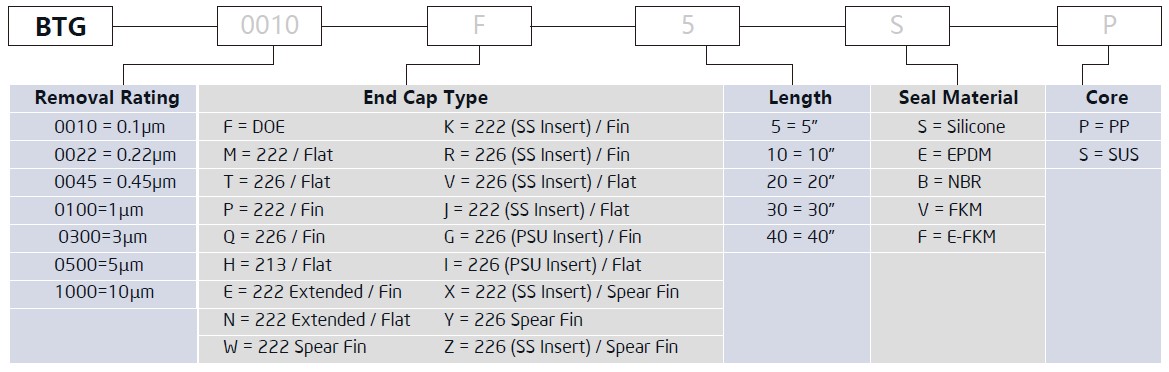 BTG 0010 F 5 S P
Removal Rating End Cap Type Length Seal Material Core
0010 = 0.1µm F = DOE K = 222 (SS Insert) / Fin 5 = 5” S = Silicone P = PP
0022 = 0.22µm M = 222 / Flat R = 226 (SS Insert) / Fin 10 = 10” E = EPDM S = SUS
0045 = 0.45µm T = 226 / Flat V = 226 (SS Insert) / Flat 20 = 20” B = NBR
0100=1µm P = 222 / Fin J = 222 (SS Insert) / Flat 30 = 30” V = FKM
0300=3µm Q = 226 / Fin G = 226 (PSU Insert) / Fin 40 = 40” F = E-FKM
0500=5µm H = 213 / Flat I = 226 (PSU Insert) / Flat
1000=10µm E = 222 Extended / Fin X = 222 (SS Insert) / Spear Fin
N = 222 Extended / Flat Y = 226 Spear Fin
W = 222 Spear Fin Z = 226 (SS Insert) / Spear Fin